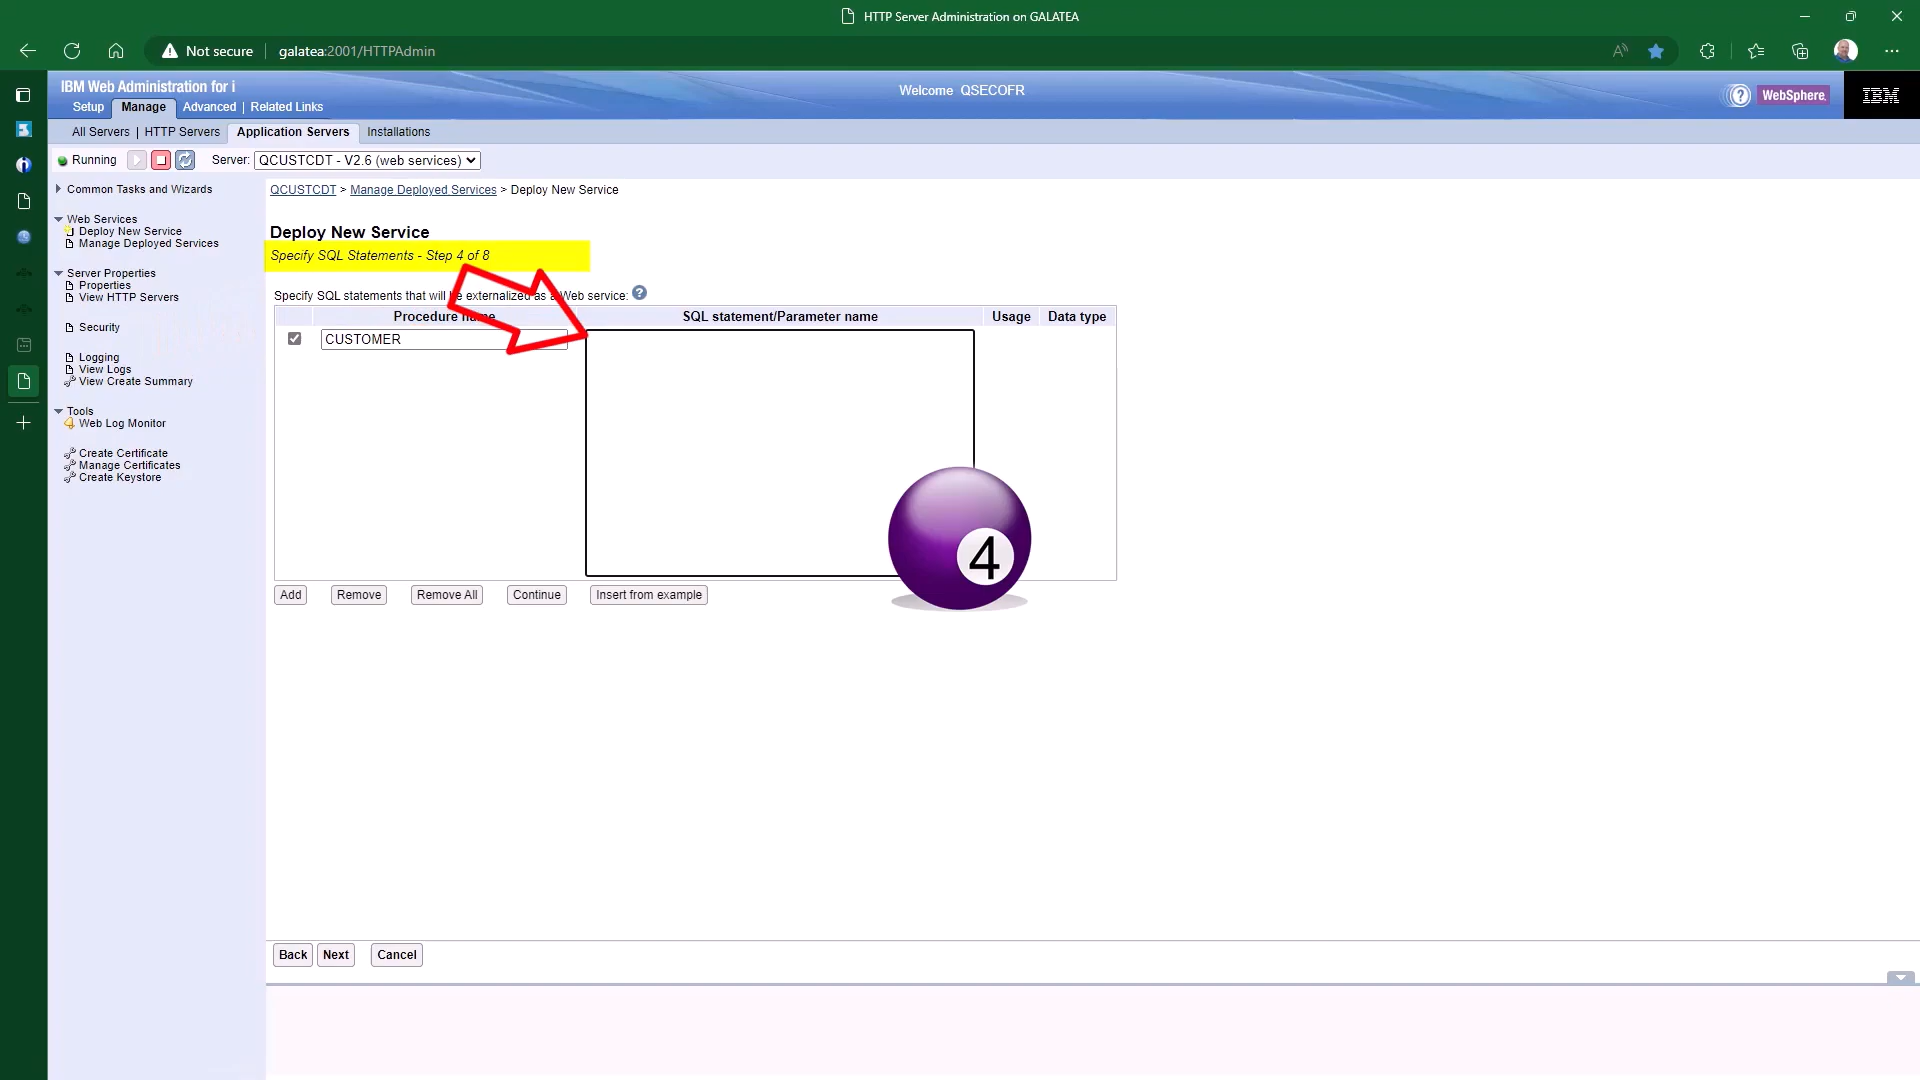 HTTP Server Administration on GALATEA
Not secure
galatea:2001/HTTPAdmin
IBM Web Administration for i
Welcome QSECOFR
WebSphere.
IBM
Setup
Manage
Advanced | Related Links
All Servers | HTTP Servers
Application Servers
Installations
Running
Server: QCUSTCDT - V2.6 (web services)
Common Tasks and Wizards
Web Services
Deploy New Service
Manage Deployed Services
Server Properties
Properties
View HTTP Servers
Security
Logging
View Logs
View Create Summary
Tools
Web Log Monitor
Create Certificate
Manage Certificates
Create Keystore
QCUSTCDT > Manage Deployed Services > Deploy New Service
Deploy New Service
Specify SQL Statements - Step 4 of 8
Specify SQL statements that will be externalized as a Web service: ?
Procedure name
SQL statement/Parameter name
Usage
Data type
CUSTOMER
4
Add
Remove
Remove All
Continue
Insert from example
Back
Next
Cancel